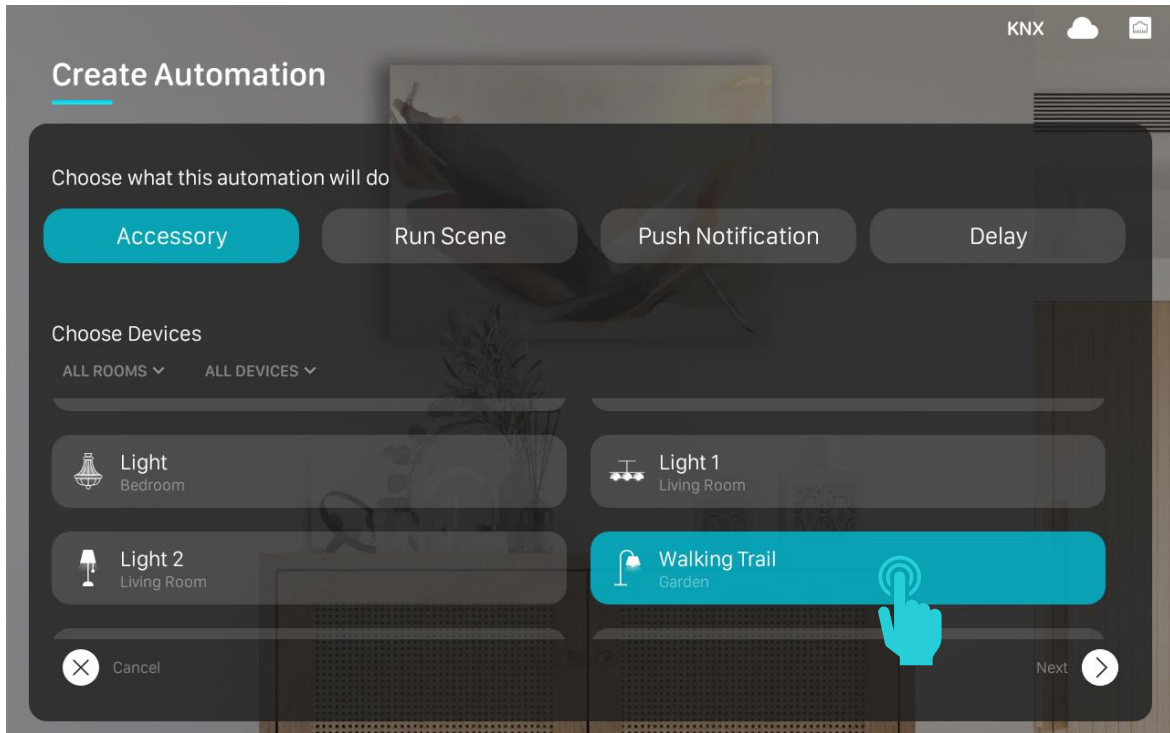 KNX
Create Automation
Choose what this automation will do
Accessory
Run Scene
Push Notification
Delay
Choose Devices
ALL ROOMS
ALL DEVICES
Light
Bedroom
Light 1
Living Room
Light 2
Living Room
Walking Trail
Garden
Cancel
Next